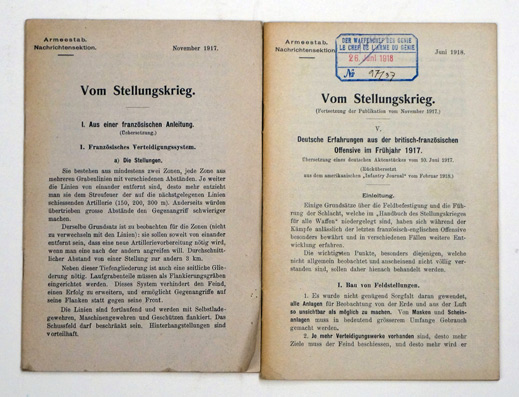 Armeestab.
Nachrichtensektion.
November 1917.
Vom Stellungskrieg.
I. Aus einer französischen Anleitung.
(Uebersetzung.)
1. Französisches Verteidigungssystem.
a) Die Stellungen.
Sie bestehen aus mindestens zwei Zonen, jede Zone aus
mehreren Grabenlinien mit verschiedenen Abständen. Je weiter
die Linien von einander entfernt sind, desto mehr entzieht
man sie dem Streufeuer der auf die nächstgelegenen Linien
schiessenden Artillerie (150, 200, 300 m). Anderseits würden
übertrieben grosse Abstände den Gegenangriff schwieriger
machen.
Derselbe Grundsatz ist zu beobachten für die Zonen (nicht
zu verwechseln mit den Linien): sie sollen soweit von einander
entfernt sein, dass eine neue Artillerievorbereitung nötig wird,
wenn man eine nach der andern angreifen will. Durchschnitt-
licher Abstand von einer Stellung zur andern 3 km.
Neben dieser Tiefengliederung ist auch eine seitliche Glie-
derung nötig. Laufgrabenteile müssen als Flankierungsgräben
eingerichtet werden. Dieses System verhindert den Feind,
einen Erfolg zu erweitern, und ermöglicht Gegenangriffe auf
seine Flanken statt gegen seine Front.
Die Linien sind fortlaufend und werden mit Selbstlade-
gewehren, Maschinengewehren und Geschützen flankiert. Das
Schussfeld darf beschränkt sein. Hinterhangstellungen sind
vorteilhaft.
Armeestab.
Nachrichtensektion.
DER WAFFENCHEF DES GENIE
LE CHEF DE L'ARME DU GENIE
26. Juni 1918
№
Juni 1918.
Vom Stellungskrieg.
(Fortsetzung der Publikation vom November 1917.)
V.
Deutsche Erfahrungen aus der britisch-französischen
Offensive im Frühjahr 1917.
Übersetzung eines deutschen Aktenstückes vom 10. Juni 1917.
(Rückübersetzt
aus dem amerikanischen „Infantry Journal" vom Februar 1918.)
Einleitung.
Einige Grundsätze über die Feldbefestigung und die Füh-
rung der Schlacht, welche im „Handbuch des Stellungskrieges
für alle Waffen" niedergelegt sind, haben sich während der
Kämpfe anlässlich der letzten französisch-englischen Offensive
besonders bewährt und in verschiedenen Fällen weitere Ent-
wicklung erfahren.
Die wichtigsten Punkte, besonders diejenigen, welche
nicht allgemein beobachtet und anscheinend nicht völlig ver-
standen sind, sollen daher hienach behandelt werden.
I. Bau von Feldstellungen.
1. Es wurde nicht genügend Sorgfalt daran gewendet,
alle Anlagen für Beobachtung von der Erde und aus der Luft
so unsichtbar als möglich zu machen. Von Masken und Schein-
anlagen muss in bedeutend grösserem Umfange Gebrauch
gemacht werden.
2. Je mehr Verteidigungswerke vorhanden sind, desto mehr
Ziele muss der Feind beschiessen, und desto mehr wird er